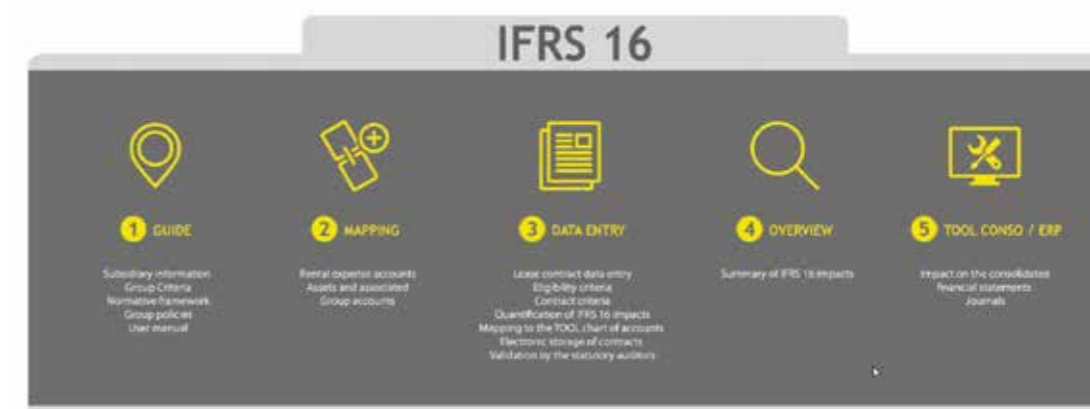 IFRS 16
1 GUIDE
Subsidiary information
Group Criteria
Normative framework
Group policies
User manual
2 MAPPING
Rental expense accounts
Assets and associated
Group accounts
3 DATA ENTRY
Lease contract data entry
Eligibility criteria
Contract criteria
Quantification of IFRS 16 impacts
Mapping to the TOOL chart of accounts
Electronic storage of contracts
Validation by the statutory auditors
4 OVERVIEW
Summary of IFRS 16 impacts
5 TOOL CONSO / ERP
Impact on the consolidated
financial statements
Journals